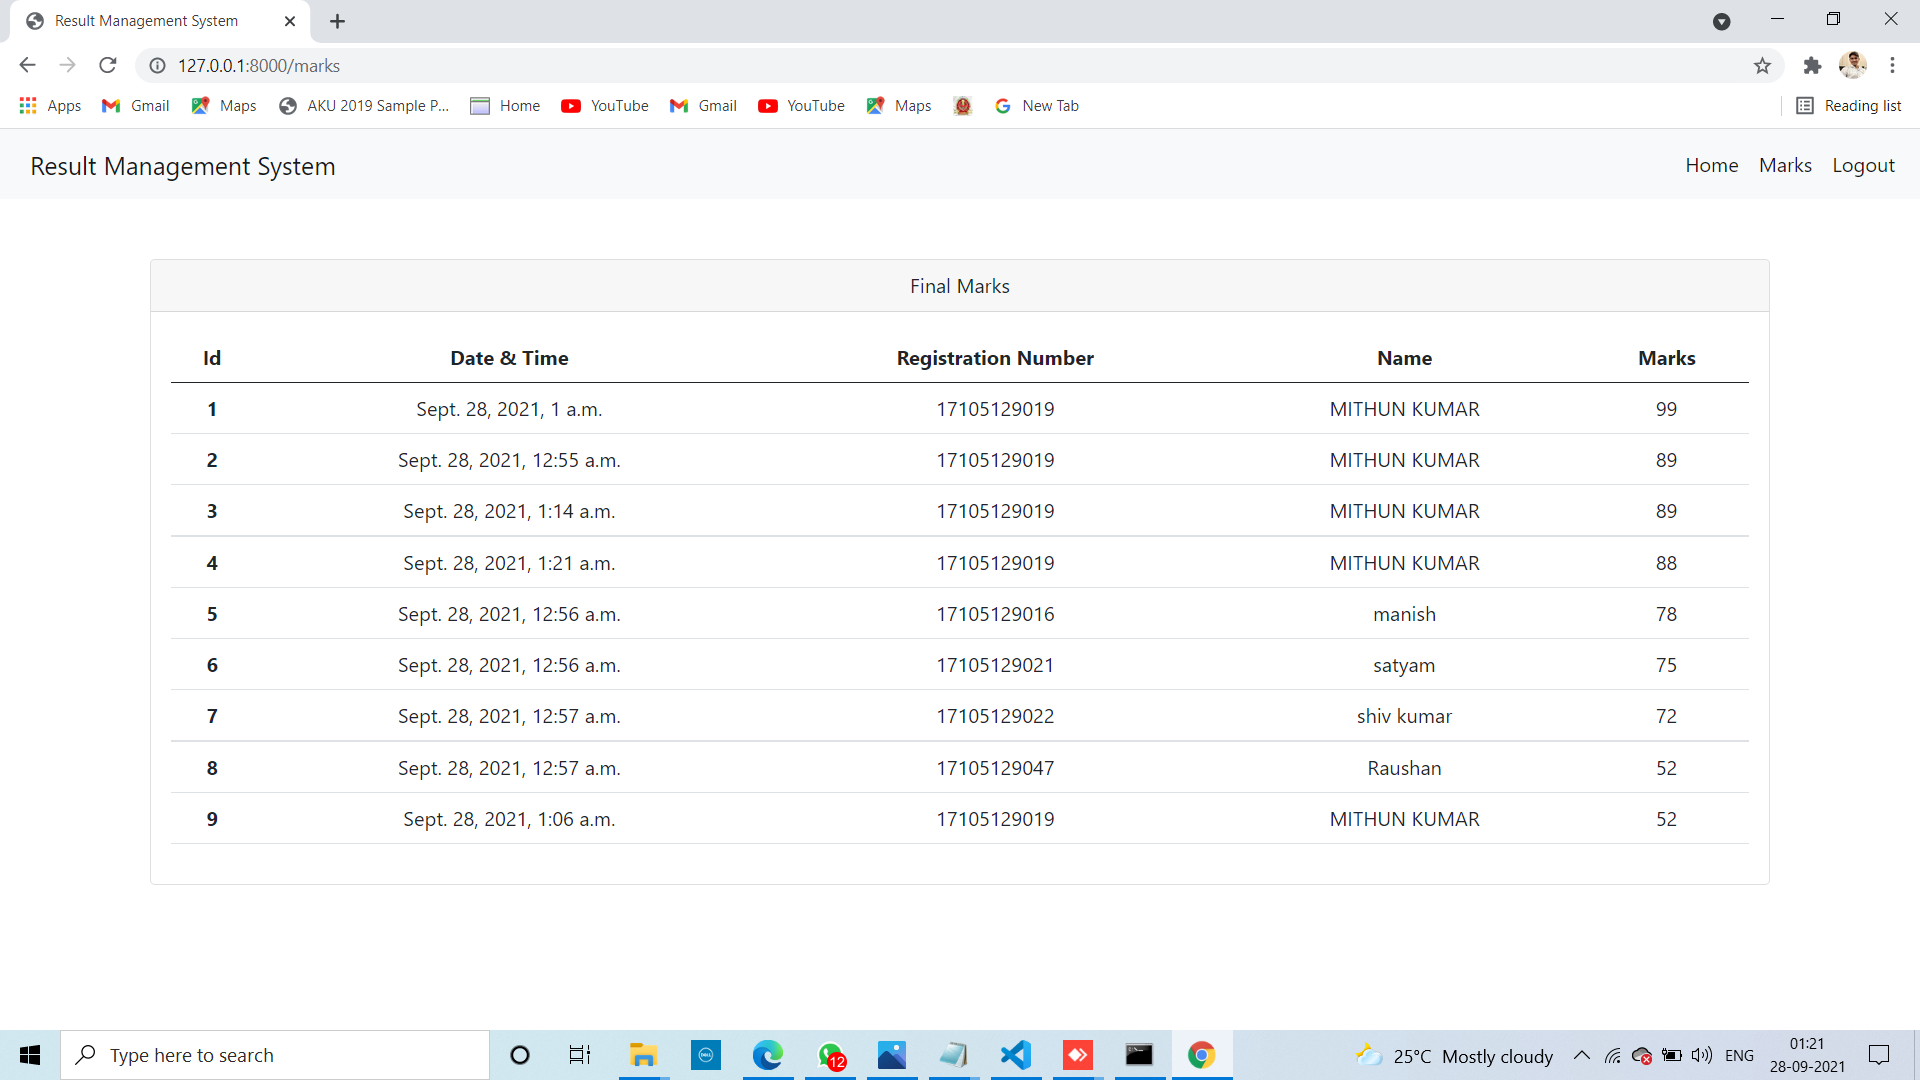 Result Management System
127.0.0.1:8000/marks
Apps Gmail Maps AKU 2019 Sample P... Home YouTube Gmail YouTube Maps New Tab Reading list
Result Management System Home Marks Logout
Final Marks
Id Date & Time Registration Number Name Marks
1 Sept. 28, 2021, 1 a.m. 17105129019 MITHUN KUMAR 99
2 Sept. 28, 2021, 12:55 a.m. 17105129019 MITHUN KUMAR 89
3 Sept. 28, 2021, 1:14 a.m. 17105129019 MITHUN KUMAR 89
4 Sept. 28, 2021, 1:21 a.m. 17105129019 MITHUN KUMAR 88
5 Sept. 28, 2021, 12:56 a.m. 17105129016 manish 78
6 Sept. 28, 2021, 12:56 a.m. 17105129021 satyam 75
7 Sept. 28, 2021, 12:57 a.m. 17105129022 shiv kumar 72
8 Sept. 28, 2021, 12:57 a.m. 17105129047 Raushan 52
9 Sept. 28, 2021, 1:06 a.m. 17105129019 MITHUN KUMAR 52
Type here to search 12 25°C Mostly cloudy ENG
01:21
28-09-2021